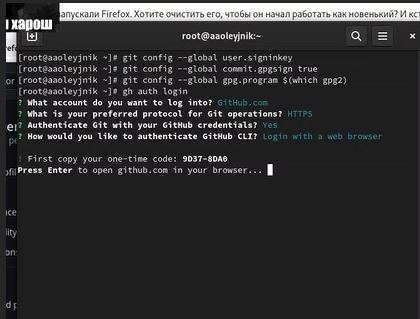 и харош
запускали Firefox. Хотите очистить его, чтобы он начал работать как новенький? И
root@aaoleyjnik:~
[root@aaoleyjnik ~]# git config --global user.signinkey
[root@aaoleyjnik ~]# git config --global commit.gpgsign true
[root@aaoleyjnik ~]# git config --global gpg.program $(which gpg2)
[root@aaoleyjnik ~]# gh auth login
? What account do you want to log into? GitHub.com
? What is your preferred protocol for Git operations? HTTPS
? Authenticate Git with your GitHub credentials? Yes
? How would you like to authenticate GitHub CLI? Login with a web browser
! First copy your one-time code: 9D37-8DA0
Press Enter to open github.com in your browser...